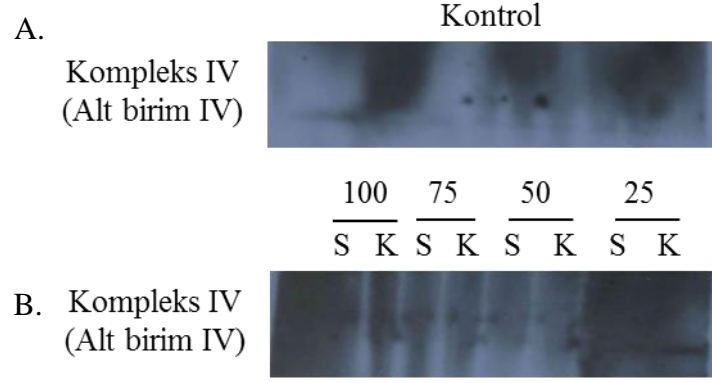 Kontrol
A.
Kompleks IV
(Alt birim IV)
100 75 50 25
S K S K S K S K
B. Kompleks IV
(Alt birim IV)